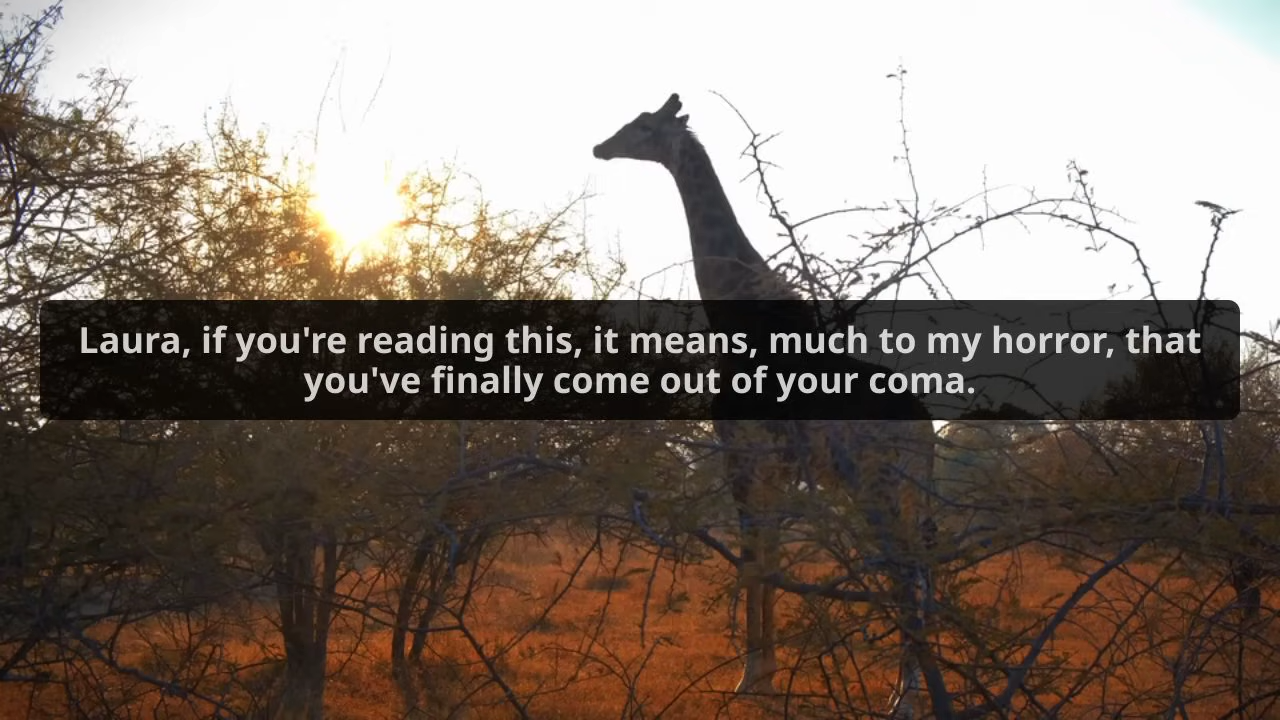 Laura, if you're reading this, it means, much to my horror, that
you've finally come out of your coma.